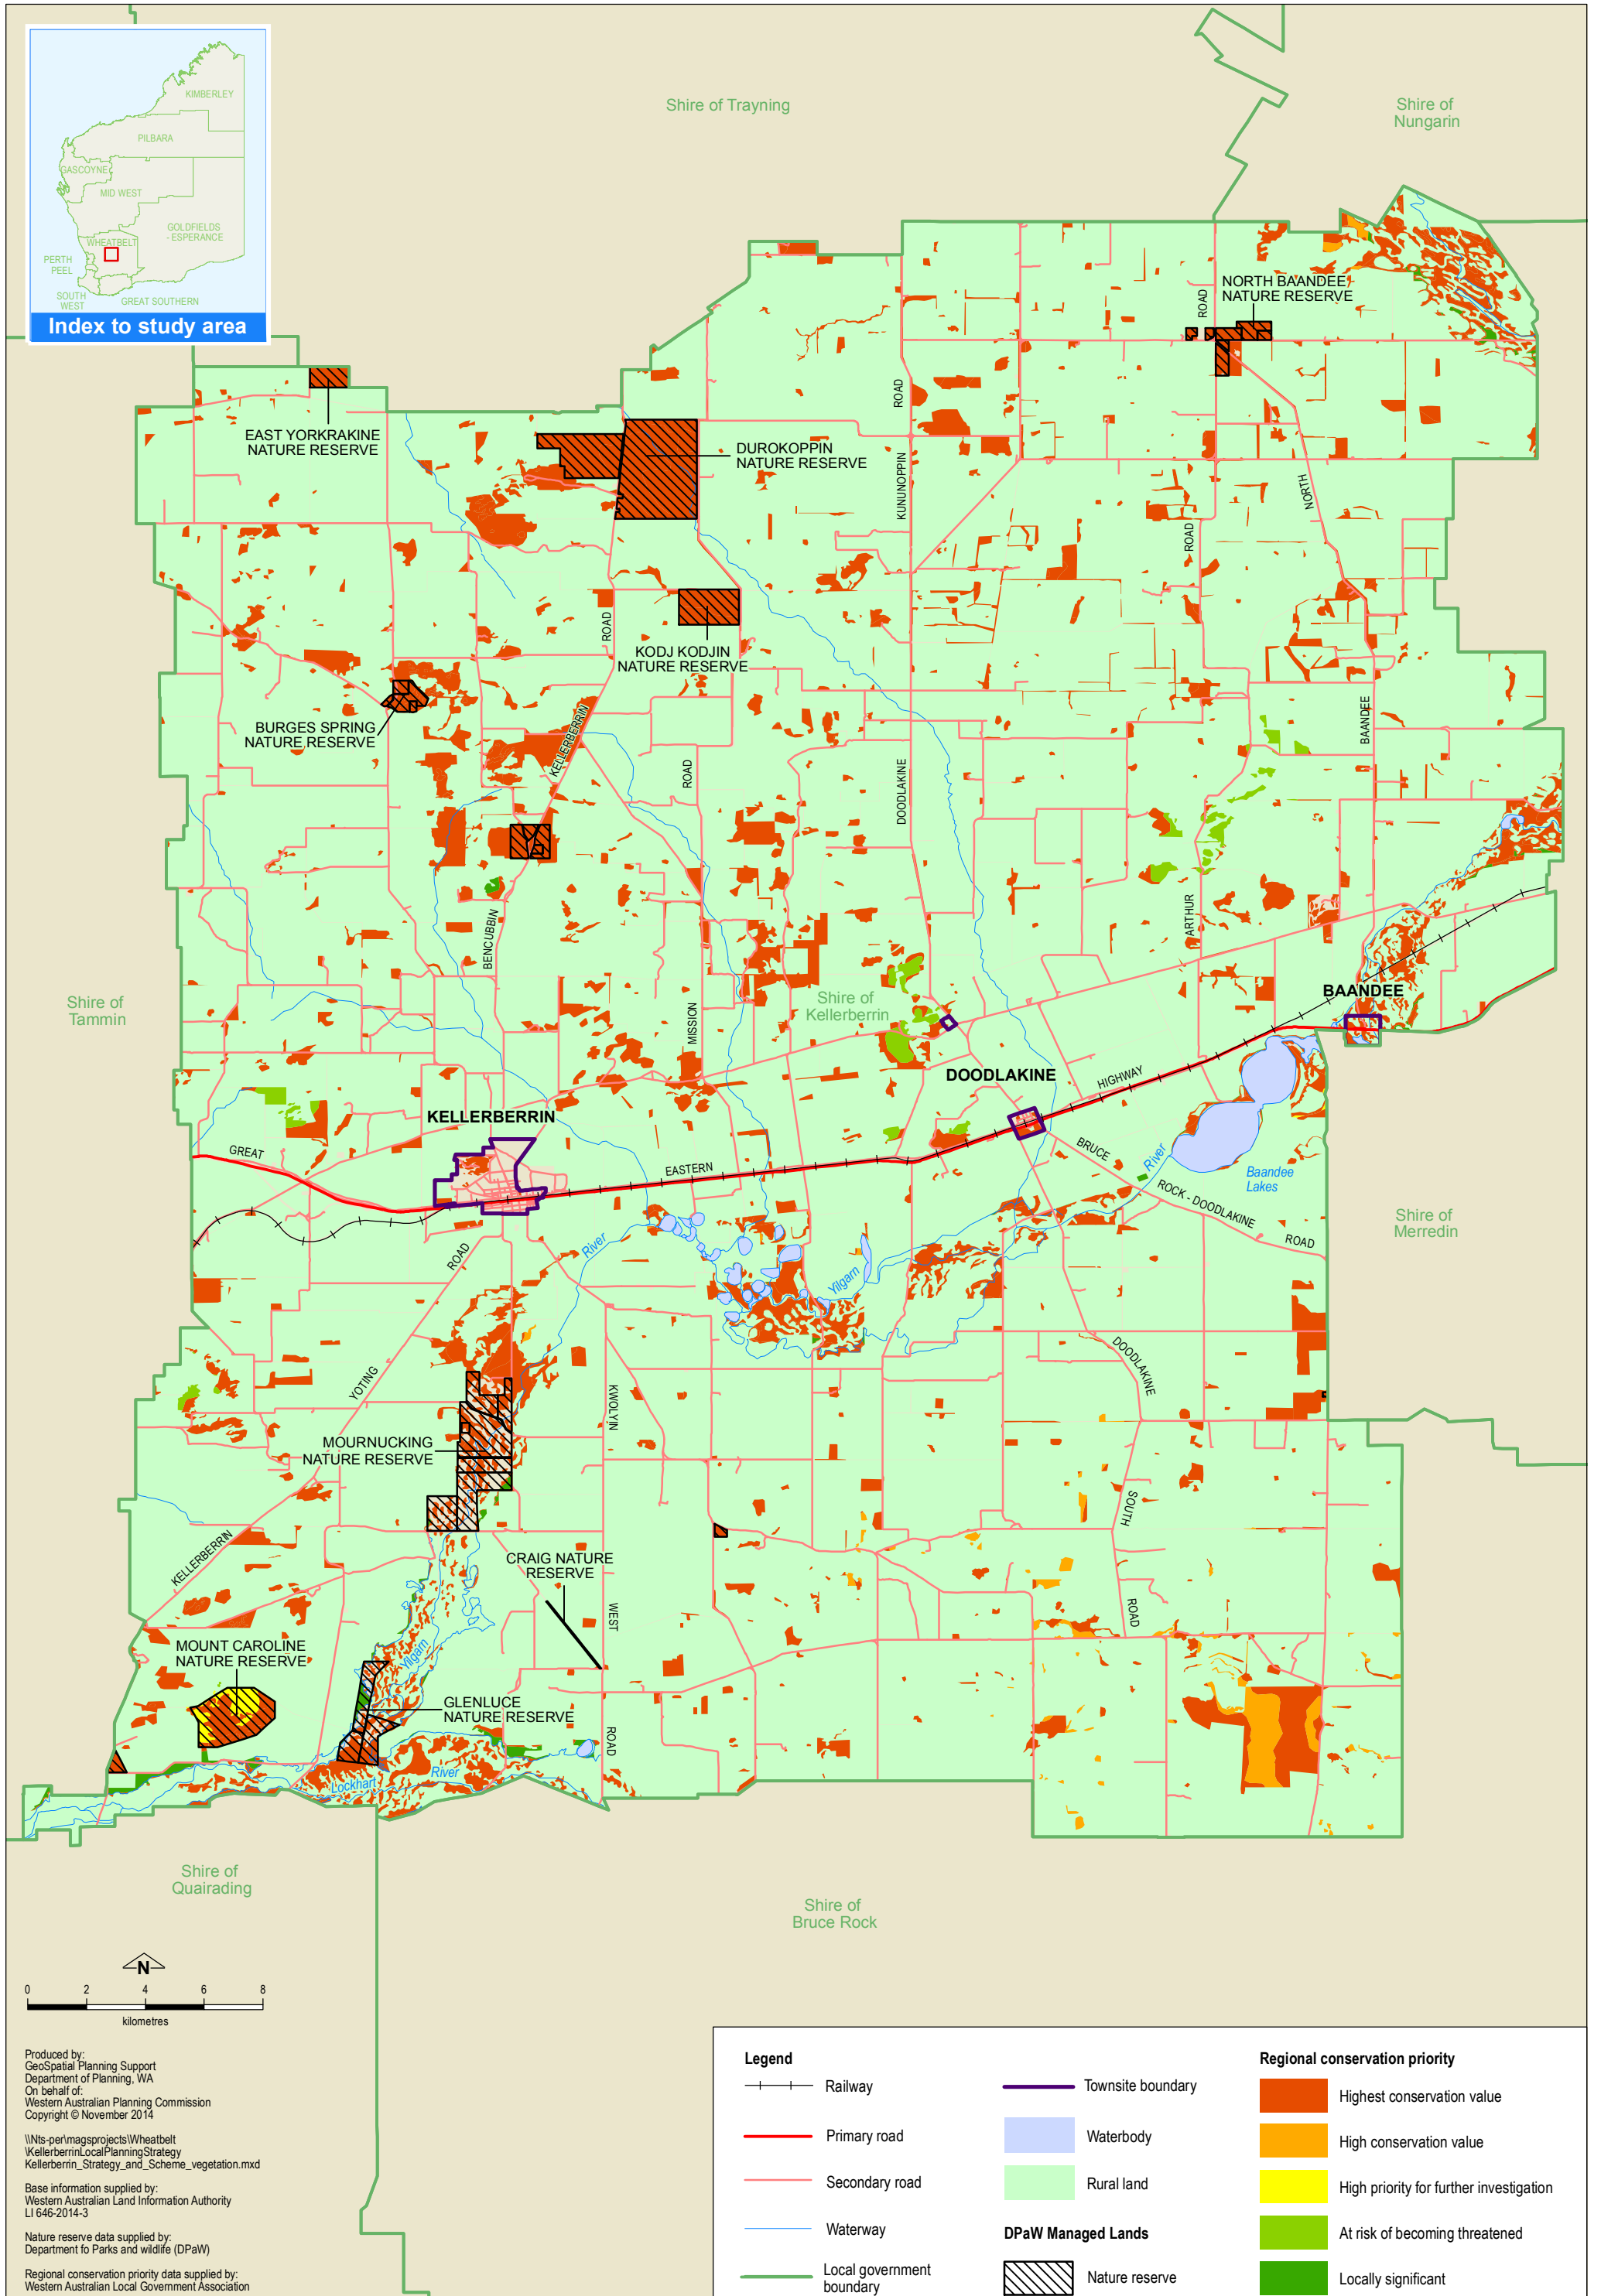 KIMBERLEY
PILBARA
GASCOYNE
MID WEST
GOLDFIELDS
- ESPERANCE
WHEATBELT
PERTH
PEEL
SOUTH
WEST
GREAT SOUTHERN
Index to study area
Shire of Trayning
Shire of
Nungarin
NORTH BAANDEE
NATURE RESERVE
ROAD
EAST YORKRAKINE
NATURE RESERVE
DUROKOPPIN
NATURE RESERVE
ROAD
KUNUNOPPIN
NORTH
ROAD
ROAD
KODJ KODJIN
NATURE RESERVE
BURGES SPRING
NATURE RESERVE
KELLERBERRIN
ROAD
DOODLAKINE
BAANDEE
BENCUBBIN
ARTHUR
MISSION
Shire of
Tammin
Shire of
Kellerberrin
BAANDEE
DOODLAKINE
HIGHWAY
KELLERBERRIN
GREAT
EASTERN
BRUCE
River
ROCK - DOODLAKINE
ROAD
Baandee
Lakes
Shire of
Merredin
ROAD
River
Yilgarn
YOTING
KWOLYIN
DOODLAKINE
MOURNUCKING
NATURE RESERVE
SOUTH
KELLERBERRIN
CRAIG NATURE
RESERVE
WEST
ROAD
MOUNT CAROLINE
NATURE RESERVE
Yilgarn
GLENLUCE
NATURE RESERVE
ROAD
Lockhart
River
Shire of
Quairading
Shire of
Bruce Rock
N
0 2 4 6 8
kilometres
Produced by:
GeoSpatial Planning Support
Department of Planning, WA
On behalf of:
Western Australian Planning Commission
Copyright © November 2014
\\Nts-per\magsprojects\Wheatbelt
\KellerberrinLocalPlanningStrategy
Kellerberrin_Strategy_and_Scheme_vegetation.mxd
Base information supplied by:
Western Australian Land Information Authority
LI 646-2014-3
Nature reserve data supplied by:
Department fo Parks and wildlife (DPaW)
Regional conservation priority data supplied by:
Western Australian Local Government Association
Legend
Railway
Primary road
Secondary road
Waterway
Local government
boundary
Townsite boundary
Waterbody
Rural land
DPaW Managed Lands
Nature reserve
Regional conservation priority
Highest conservation value
High conservation value
High priority for further investigation
At risk of becoming threatened
Locally significant